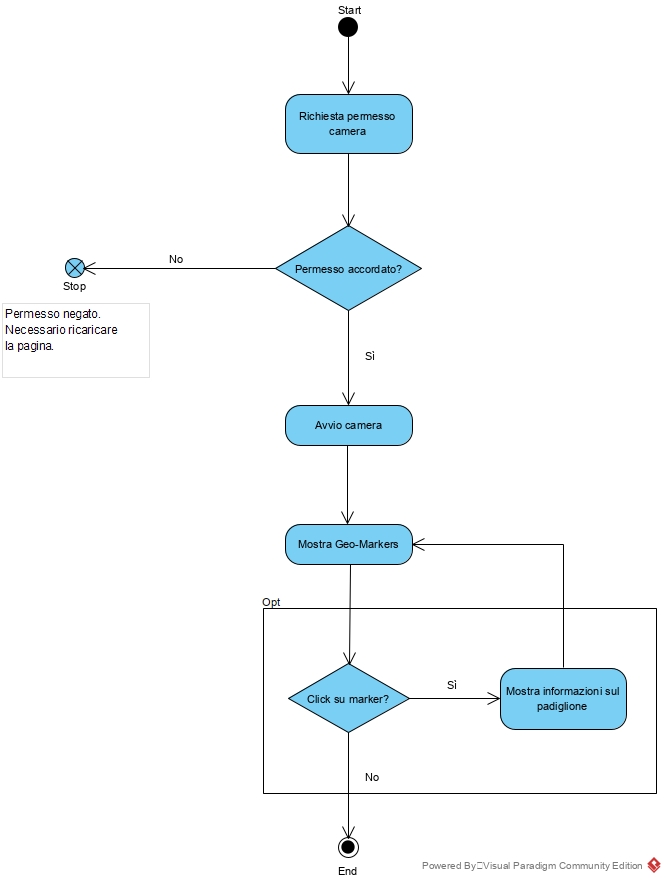 Start
Richiesta permesso
camera
Permesso accordato?
No
Stop
Permesso negato.
Necessario ricaricare
la pagina.
Sì
Avvio camera
Mostra Geo-Markers
Opt
Click su marker?
Sì
Mostra informazioni sul
padiglione
No
End
Powered By Visual Paradigm Community Edition